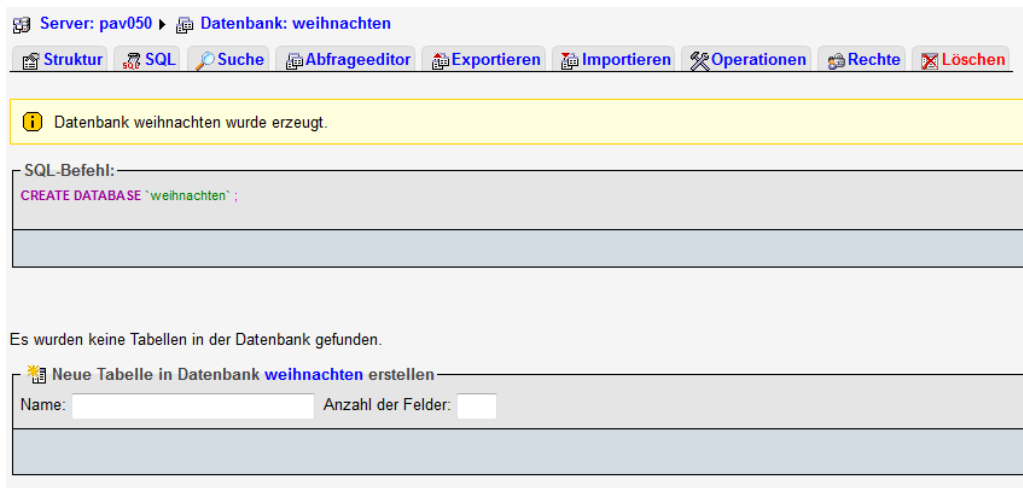 Server: pav050 ▸ Datenbank: weihnachten
Struktur SQL Suche Abfrageeditor Exportieren Importieren Operationen Rechte Löschen
Datenbank weihnachten wurde erzeugt.
SQL-Befehl:
CREATE DATABASE `weihnachten` ;
Es wurden keine Tabellen in der Datenbank gefunden.
Neue Tabelle in Datenbank weihnachten erstellen
Name: Anzahl der Felder: